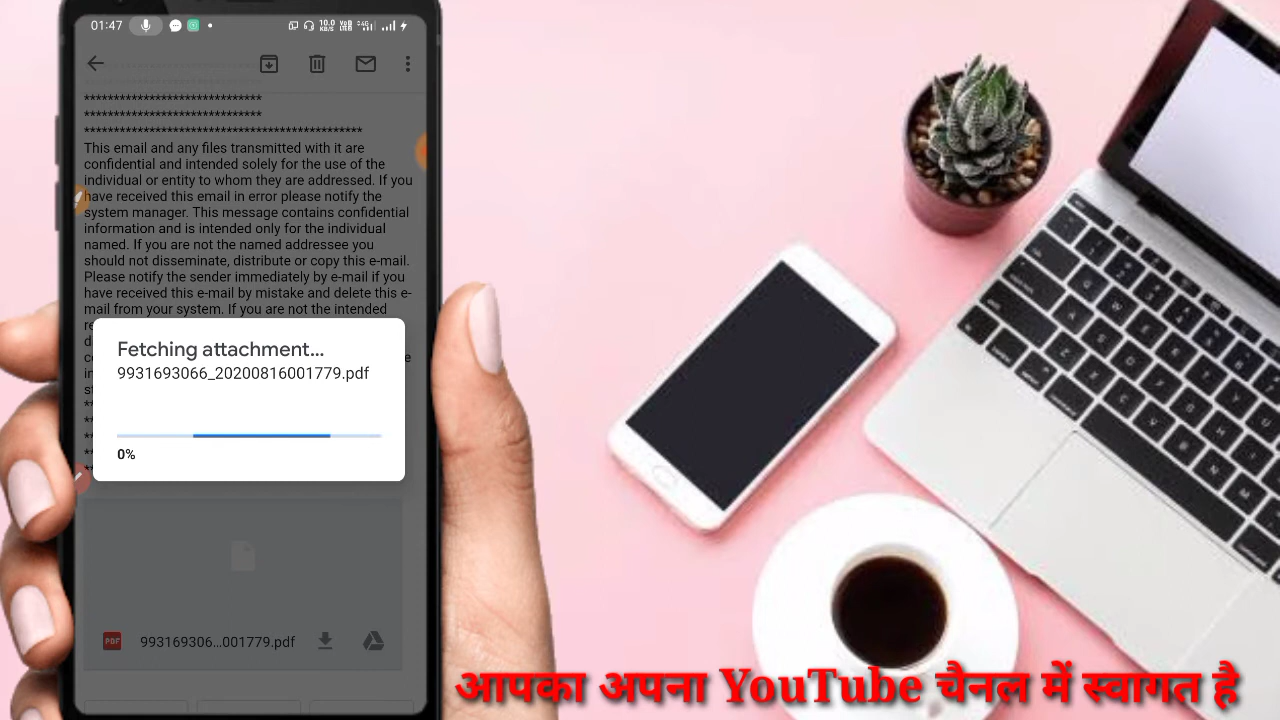 01:47
10.0 KB/S
******************************
******************************
***********************************************
This email and any files transmitted with it are
confidential and intended solely for the use of the
individual or entity to whom they are addressed. If you
have received this email in error please notify the
system manager. This message contains confidential
information and is intended only for the individual
named. If you are not the named addressee you
should not disseminate, distribute or copy this e-mail.
Please notify the sender immediately by e-mail if you
have received this e-mail by mistake and delete this e-
mail from your system. If you are not the intended
Fetching attachment...
9931693066_20200816001779.pdf
0%
PDF 993169306...001779.pdf
आपका अपना YouTube चैनल में स्वागत है